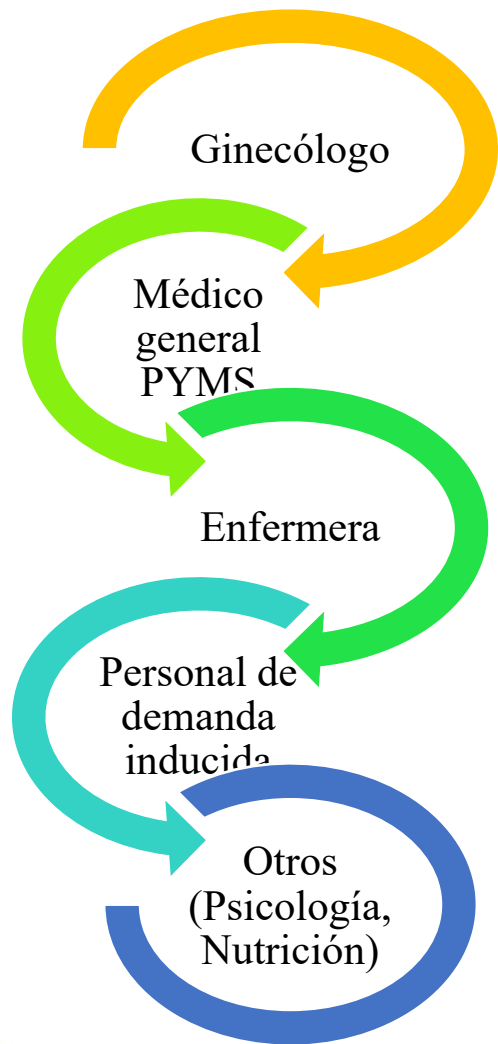 Ginecólogo
Médico
general
PYMS
Enfermera
Personal de
demanda
inducida
Otros
(Psicología,
Nutrición)